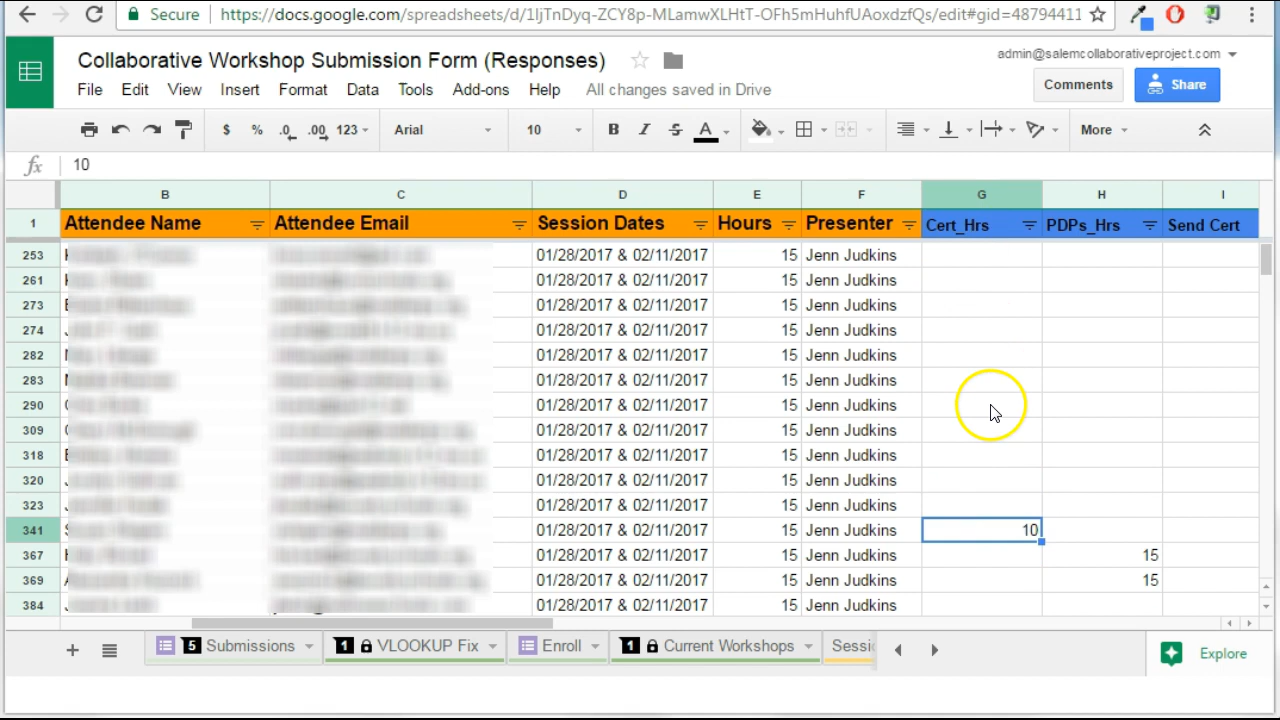 Secure https://docs.google.com/spreadsheets/d/1ljTnDyq-ZCY8p-MLamwXLHtT-OFh5mHuhfUAoxdzfQs/edit#gid=48794411
Collaborative Workshop Submission Form (Responses)
admin@salemcollaborativeproject.com
File Edit View Insert Format Data Tools Add-ons Help All changes saved in Drive
Comments Share
$ % .0 .00 123 Arial 10 B I S A More
fx 10
B C D E F G H I
1 Attendee Name Attendee Email Session Dates Hours Presenter Cert_Hrs PDPs_Hrs Send Cert
253 01/28/2017 & 02/11/2017 15 Jenn Judkins
261 01/28/2017 & 02/11/2017 15 Jenn Judkins
273 01/28/2017 & 02/11/2017 15 Jenn Judkins
274 01/28/2017 & 02/11/2017 15 Jenn Judkins
282 01/28/2017 & 02/11/2017 15 Jenn Judkins
283 01/28/2017 & 02/11/2017 15 Jenn Judkins
290 01/28/2017 & 02/11/2017 15 Jenn Judkins
309 01/28/2017 & 02/11/2017 15 Jenn Judkins
318 01/28/2017 & 02/11/2017 15 Jenn Judkins
320 01/28/2017 & 02/11/2017 15 Jenn Judkins
323 01/28/2017 & 02/11/2017 15 Jenn Judkins
341 01/28/2017 & 02/11/2017 15 Jenn Judkins 10
367 01/28/2017 & 02/11/2017 15 Jenn Judkins 15
369 01/28/2017 & 02/11/2017 15 Jenn Judkins 15
384 01/28/2017 & 02/11/2017 15 Jenn Judkins
5 Submissions 1 VLOOKUP Fix Enroll 1 Current Workshops Sessi Explore